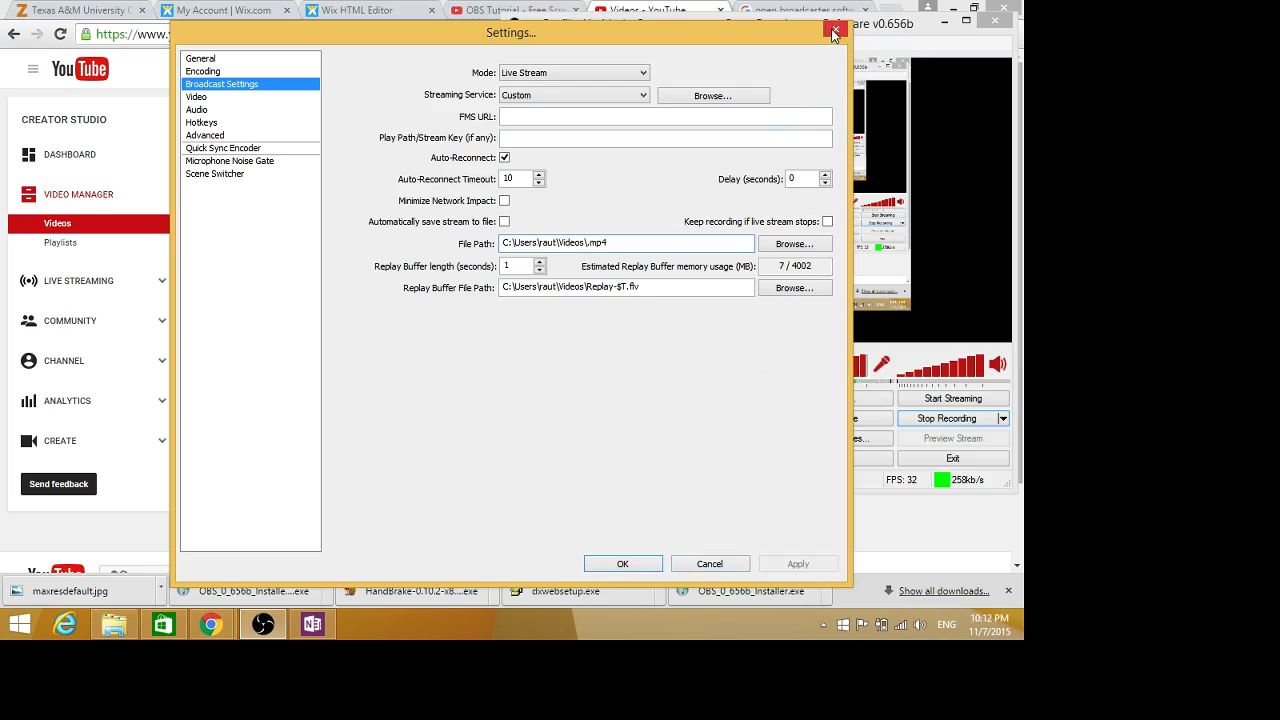 Texas A&M University C
My Account | Wix.com
Wix HTML Editor
OBS Tutorial - Free Scr
Videos - YouTube
Software v0.656b
Settings...
https://www.y
YouTube
CREATOR STUDIO
DASHBOARD
VIDEO MANAGER
Videos
Playlists
LIVE STREAMING
COMMUNITY
CHANNEL
ANALYTICS
CREATE
Send feedback
General
Encoding
Broadcast Settings
Video
Audio
Hotkeys
Advanced
Quick Sync Encoder
Microphone Noise Gate
Scene Switcher
Mode: Live Stream
Streaming Service: Custom Browse...
FMS URL:
Play Path/Stream Key (if any):
Auto-Reconnect:
Auto-Reconnect Timeout: 10 Delay (seconds): 0
Minimize Network Impact:
Automatically save stream to file: Keep recording if live stream stops:
File Path: C:\Users\raut\Videos\.mp4 Browse...
Replay Buffer length (seconds): 1 Estimated Replay Buffer memory usage (MB): 7 / 4002
Replay Buffer File Path: C:\Users\raut\Videos\Replay-$T.flv Browse...
OK Cancel Apply
Start Streaming
Stop Recording
Preview Stream
Exit
FPS: 32 258kb/s
maxresdefault.jpg
OBS_0_656b_Installe....exe
HandBrake-0.10.2-x8....exe
dxwebsetup.exe
OBS_0_656b_Installer.exe
Show all downloads...
ENG
10:12 PM
11/7/2015